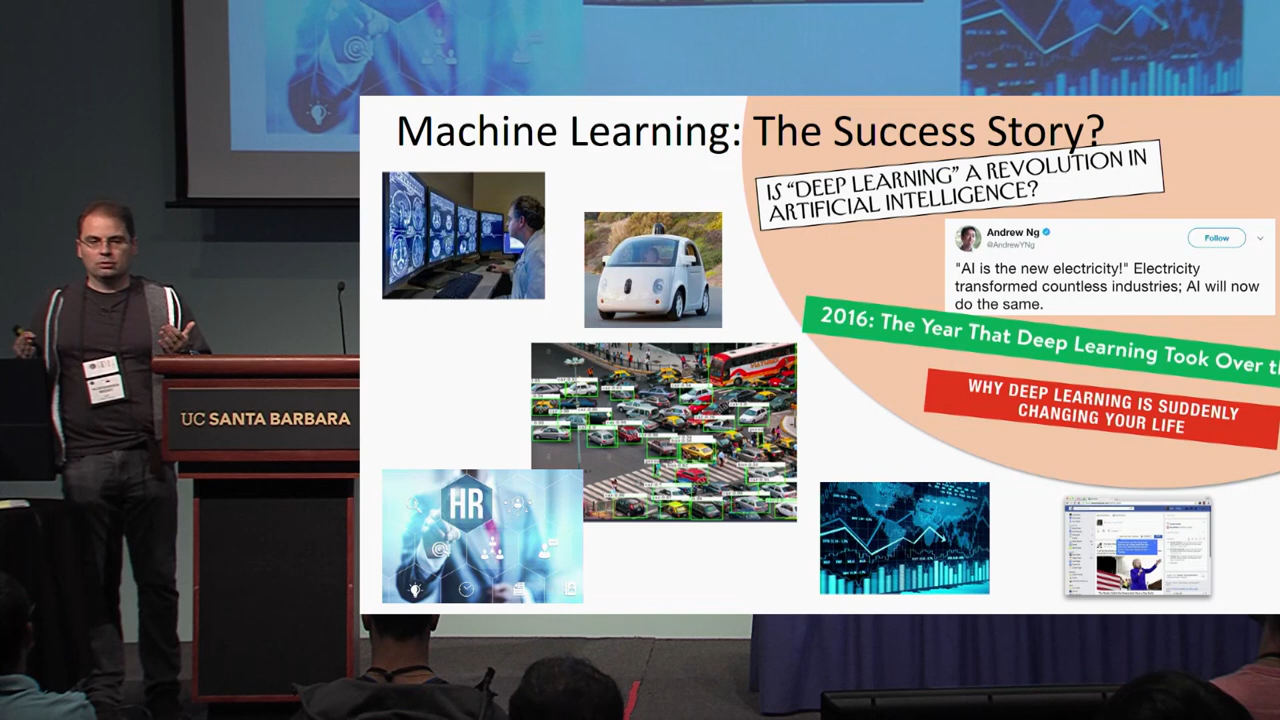 Machine Learning: The Success Story?
IS “DEEP LEARNING” A REVOLUTION IN
ARTIFICIAL INTELLIGENCE?
Andrew Ng
@AndrewYNg
Follow
"AI is the new electricity!" Electricity
transformed countless industries; AI will now
do the same.
2016: The Year That Deep Learning Took Over
WHY DEEP LEARNING IS SUDDENLY
CHANGING YOUR LIFE
HR
UC SANTA BARBARA